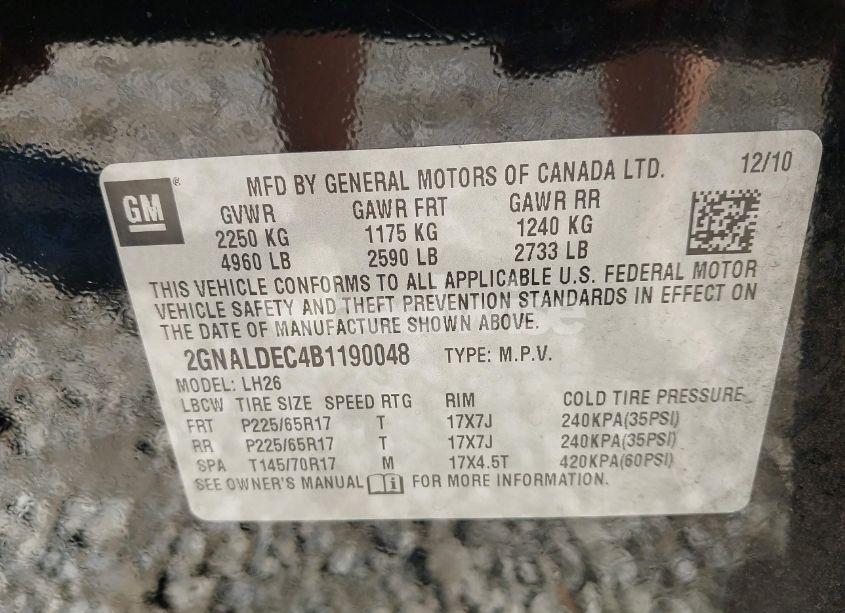 GM ® MFD BY GENERAL MOTORS OF CANADA LTD. 12/10
GVWR GAWR FRT GAWR RR
2250 KG 1175 KG 1240 KG
4960 LB 2590 LB 2733 LB
THIS VEHICLE CONFORMS TO ALL APPLICABLE U.S. FEDERAL MOTOR
VEHICLE SAFETY AND THEFT PREVENTION STANDARDS IN EFFECT ON
THE DATE OF MANUFACTURE SHOWN ABOVE.
2GNALDEC4B1190048 TYPE: M.P.V.
MODEL: LH26
LBCW TIRE SIZE SPEED RTG RIM COLD TIRE PRESSURE
FRT P225/65R17 T 17X7J 240KPA(35PSI)
RR P225/65R17 T 17X7J 240KPA(35PSI)
SPA T145/70R17 M 17X4.5T 420KPA(60PSI)
SEE OWNER'S MANUAL i FOR MORE INFORMATION.